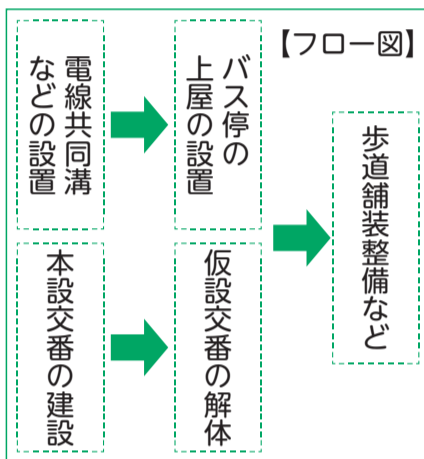 【フロー図】
電線共同溝
などの設置
バス停の
上屋の設置
本設交番の建設
仮設交番の解体
歩道舗装整備など